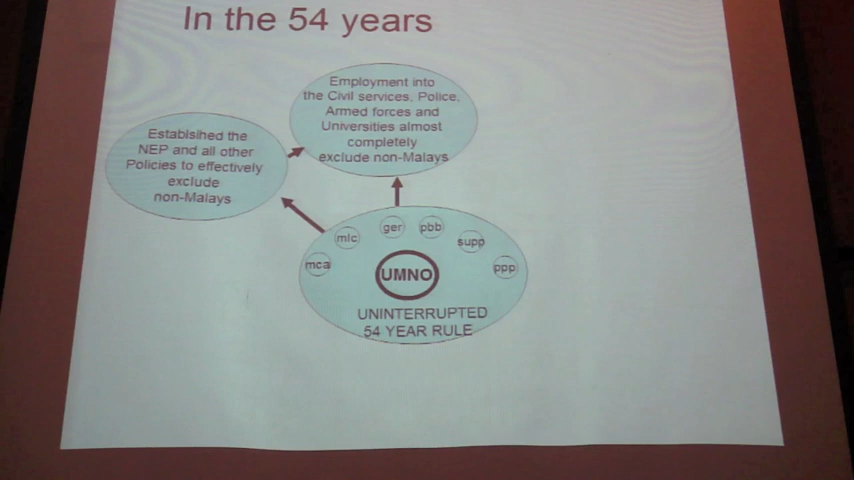 In the 54 years
Employment into
the Civil services, Police,
Armed forces and
Universities almost
completely
exclude non-Malays
Establsihed the
NEP and all other
Policies to effectively
exclude
non-Malays
mca
mic
ger
pbb
supp
ppp
UMNO
UNINTERRUPTED
54 YEAR RULE